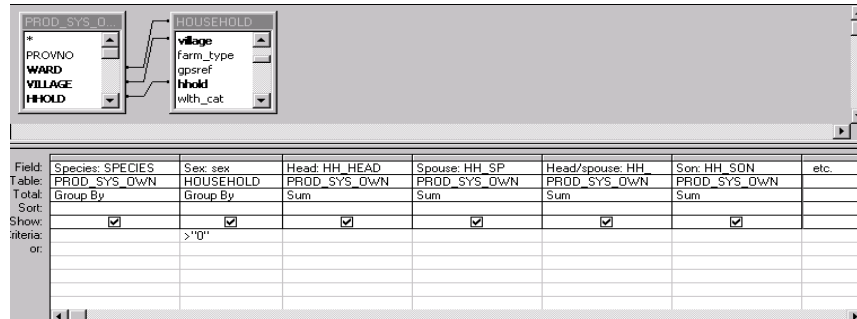 PROD_SYS_O...
*
PROVNO
WARD
VILLAGE
HHOLD
HOUSEHOLD
village
farm_type
gpsref
hhold
wlth_cat
Field: Species: SPECIES Sex: sex Head: HH_HEAD Spouse: HH_SP Head/spouse: HH_ Son: HH_SON etc.
Table: PROD_SYS_OWN HOUSEHOLD PROD_SYS_OWN PROD_SYS_OWN PROD_SYS_OWN PROD_SYS_OWN
Total: Group By Group By Sum Sum Sum Sum
Sort:
Show:
Criteria: >"0"
or: